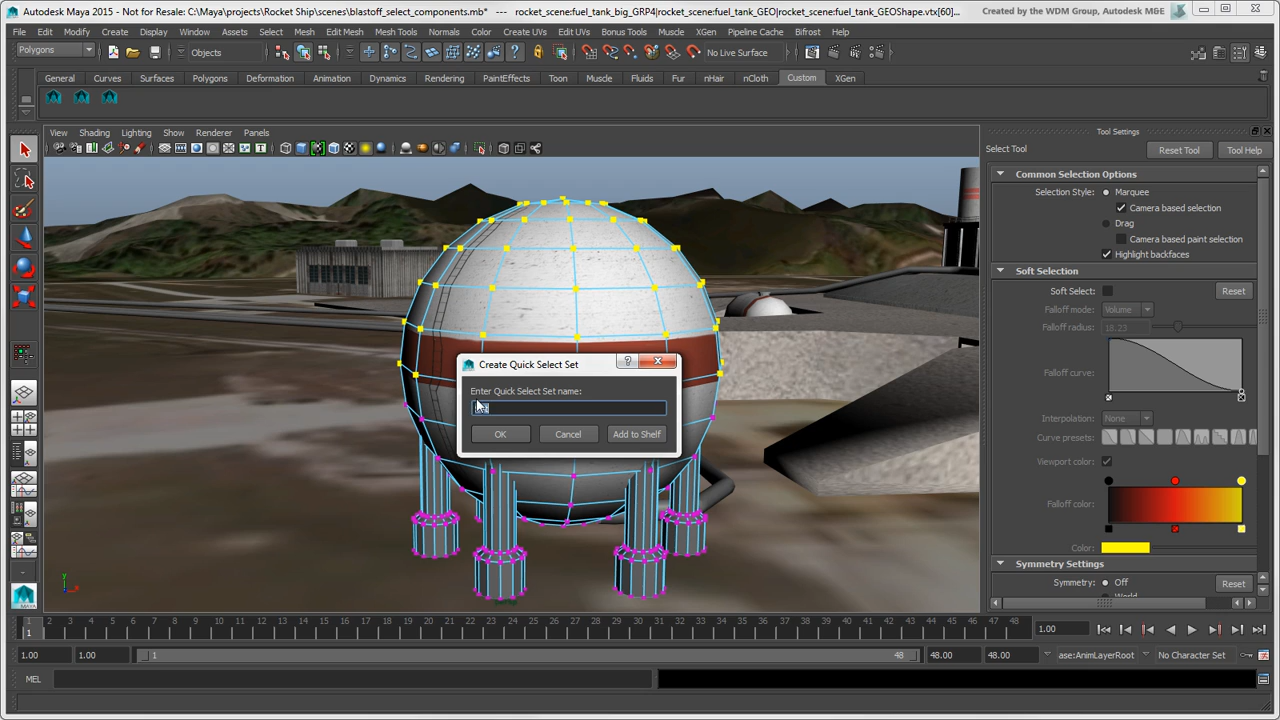 Autodesk Maya 2015 - Not for Resale: C:\Maya\projects\Rocket Ship\scenes\blastoff_select_components.mb* --- rocket_scene:fuel_tank_big_GRP4|rocket_scene:fuel_tank_GEO|rocket_scene:fuel_tank_GEOShape.vtx[60]...
Created by the WDM Group, Autodesk M&E
File Edit Modify Create Display Window Assets Select Mesh Edit Mesh Mesh Tools Normals Color Create UVs Edit UVs Bonus Tools Muscle XGen Pipeline Cache Bifrost Help
Polygons Objects No Live Surface
General Curves Surfaces Polygons Deformation Animation Dynamics Rendering PaintEffects Toon Muscle Fluids Fur nHair nCloth Custom XGen
View Shading Lighting Show Renderer Panels
Tool Settings
Select Tool Reset Tool Tool Help
Common Selection Options
Selection Style: Marquee
Camera based selection
Drag
Camera based paint selection
Highlight backfaces
Soft Selection
Soft Select: Reset
Falloff mode: Volume
Falloff radius: 18.23
Falloff curve:
Interpolation: None
Curve presets:
Viewport color:
Falloff color:
Color:
Symmetry Settings
Symmetry: Off Reset
World
Create Quick Select Set
Enter Quick Select Set name:
OK Cancel Add to Shelf
y
MAYA
1 2 3 4 5 6 7 8 9 10 11 12 13 14 15 16 17 18 19 20 21 22 23 24 25 26 27 28 29 30 31 32 33 34 35 36 37 38 39 40 41 42 43 44 45 46 47 48
1 1.00
1.00 1.00 1 48 48.00 48.00 ase:AnimLayerRoot No Character Set
MEL